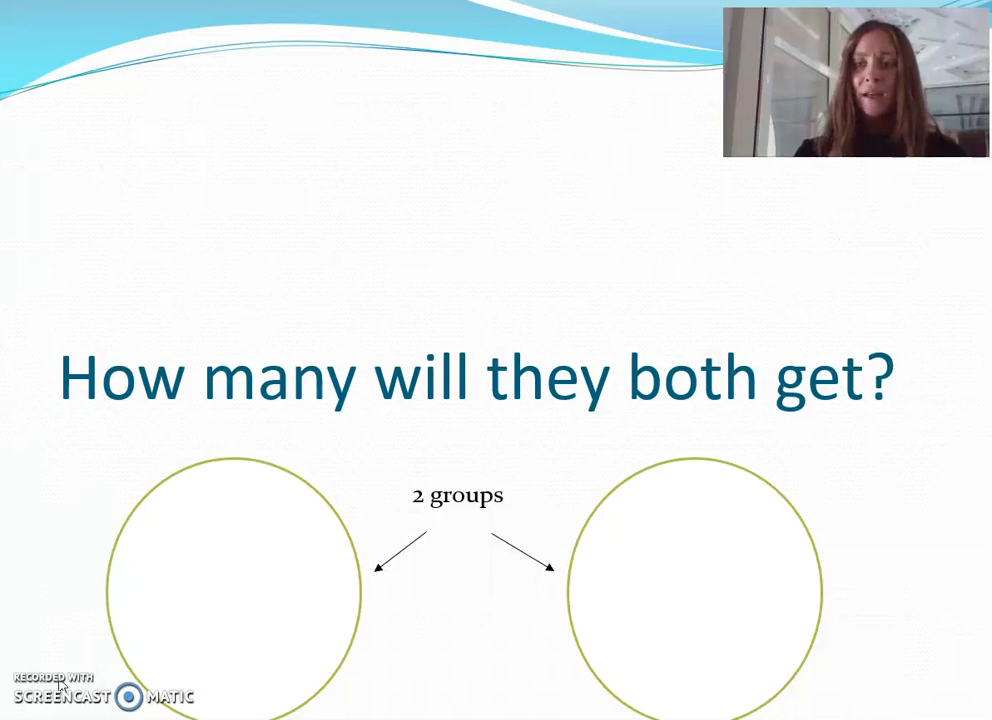 How many will they both get?
2 groups
RECORDED WITH
SCREENCAST MATIC